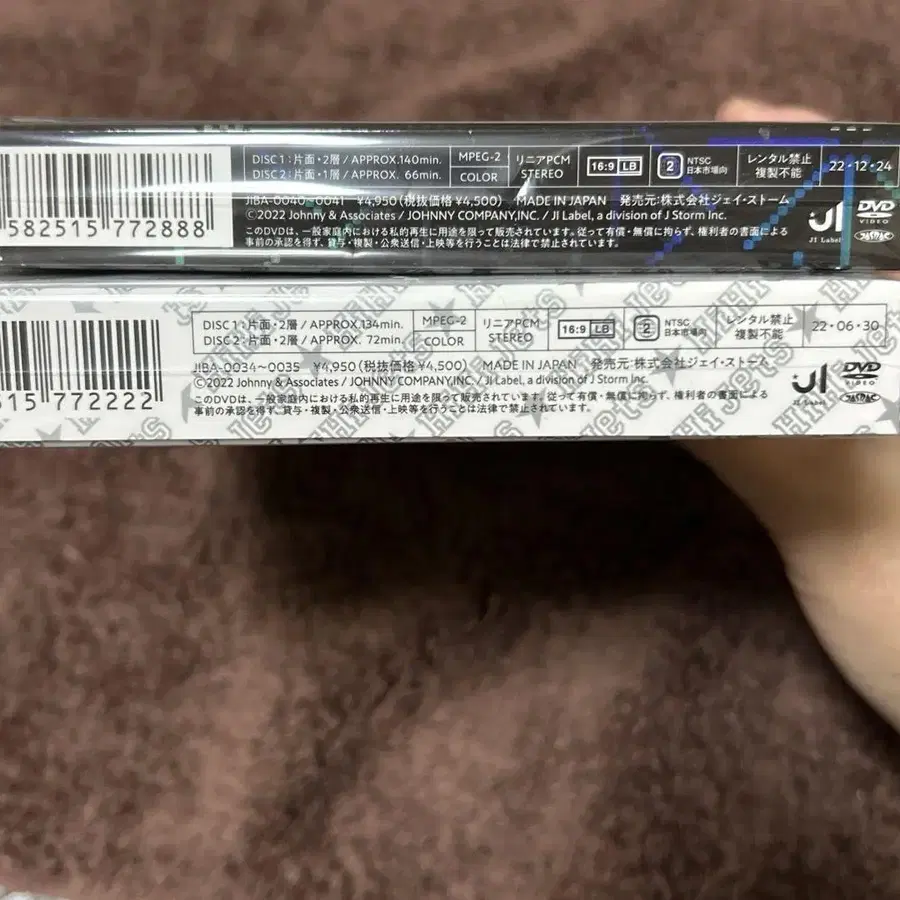 582515 772888
DISC 1:片面・2層 / APPROX.140min.
DISC 2:片面・1層 / APPROX. 66min.
MPEG-2
COLOR
リニアPCM
STEREO
16:9 LB
2
NTSC
日本市場向
レンタル禁止
複製不能
22・12・24
JIBA-0040~0041 ¥4,950(税抜価格 ¥4,500) MADE IN JAPAN 発売元:株式会社ジェイ・ストーム
©2022 Johnny & Associates / JOHNNY COMPANY,INC. / JI Label, a division of J Storm Inc.
このDVDは、一般家庭内における私的再生に用途を限って販売されています。従って有償・無償に拘らず、権利者の書面による
事前の承認を得ず、貸与・複製・公衆送信・上映等を行うことは法律で禁止されています。
JI
JI Label
DVD
VIDEO
JASRAC
15 772222
DISC 1:片面・2層 / APPROX.134min.
DISC 2:片面・2層 / APPROX. 72min.
MPEG-2
COLOR
リニアPCM
STEREO
16:9 LB
2
NTSC
日本市場向
レンタル禁止
複製不能
22・06・30
JIBA-0034~0035 ¥4,950(税抜価格 ¥4,500) MADE IN JAPAN 発売元:株式会社ジェイ・ストーム
©2022 Johnny & Associates / JOHNNY COMPANY,INC. / JI Label, a division of J Storm Inc.
このDVDは、一般家庭内における私的再生に用途を限って販売されています。従って有償・無償に拘らず、権利者の書面による
事前の承認を得ず、貸与・複製・公衆送信・上映等を行うことは法律で禁止されています。
JI
JI Label
DVD
VIDEO
JASRAC
HiHi Jets